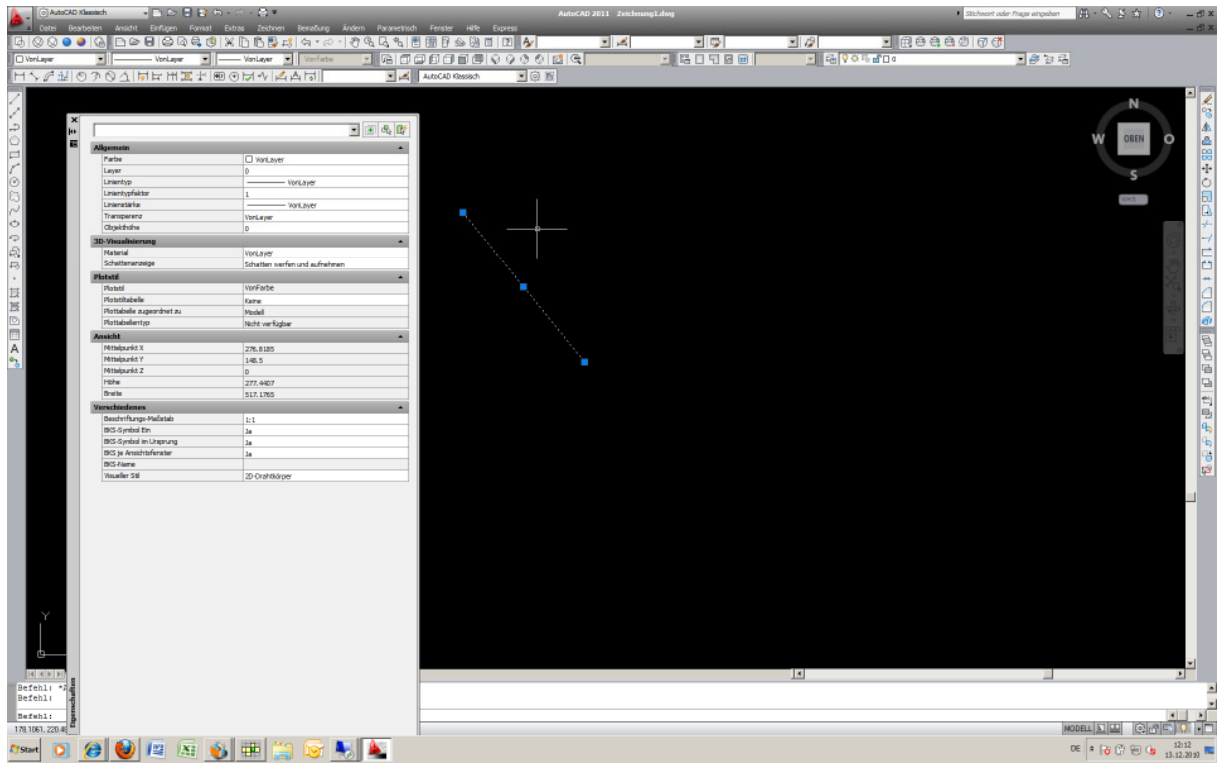 AutoCAD Klassisch
AutoCAD 2011 Zeichnung1.dwg
Stichwort oder Frage eingeben
Datei Bearbeiten Ansicht Einfügen Format Extras Zeichnen Bemaßung Ändern Parametrisch Fenster Hilfe Express
VonLayer VonLayer VonLayer VonFarbe 0
AutoCAD Klassisch
N
W OBEN O
S
WKS
Allgemein
Farbe VonLayer
Layer 0
Linientyp VonLayer
Linientypfaktor 1
Linienstärke VonLayer
Transparenz VonLayer
Objekthöhe 0
3D-Visualisierung
Material VonLayer
Schattenanzeige Schatten werfen und aufnehmen
Plotstil
Plotstil VonFarbe
Plotstiltabelle Keine
Plottabelle zugeordnet zu Modell
Plottabellentyp Nicht verfügbar
Ansicht
Mittelpunkt X 276.8185
Mittelpunkt Y 148.5
Mittelpunkt Z 0
Höhe 277.4407
Breite 517.1765
Verschiedenes
Beschriftungs-Maßstab 1:1
BKS-Symbol Ein Ja
BKS-Symbol im Ursprung Ja
BKS je Ansichtsfenster Ja
BKS-Name
Visueller Stil 2D-Drahtkörper
Eigenschaften
Y
Befehl:
Befehl:
Befehl:
178.1061, 220.4
MODELL
Start
DE
12:12
13.12.2010